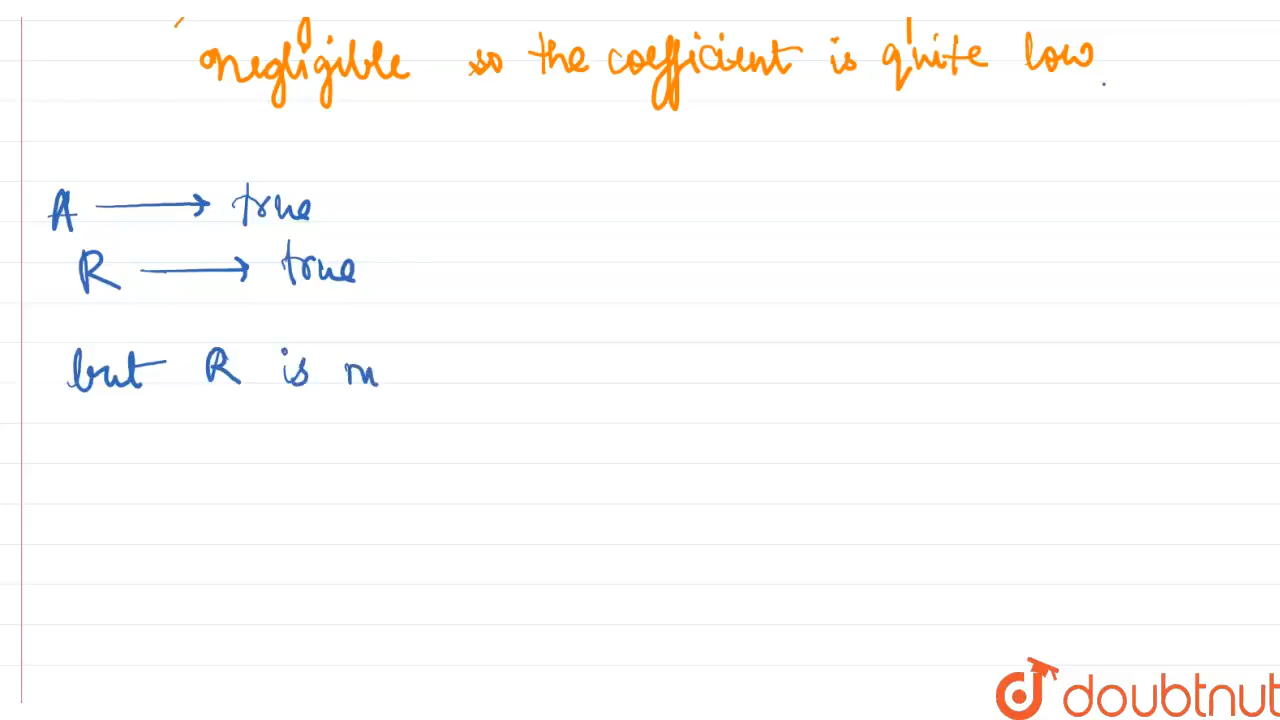 negligible so the coefficient is quite low
A → true
R → true
but R is
doubtnut